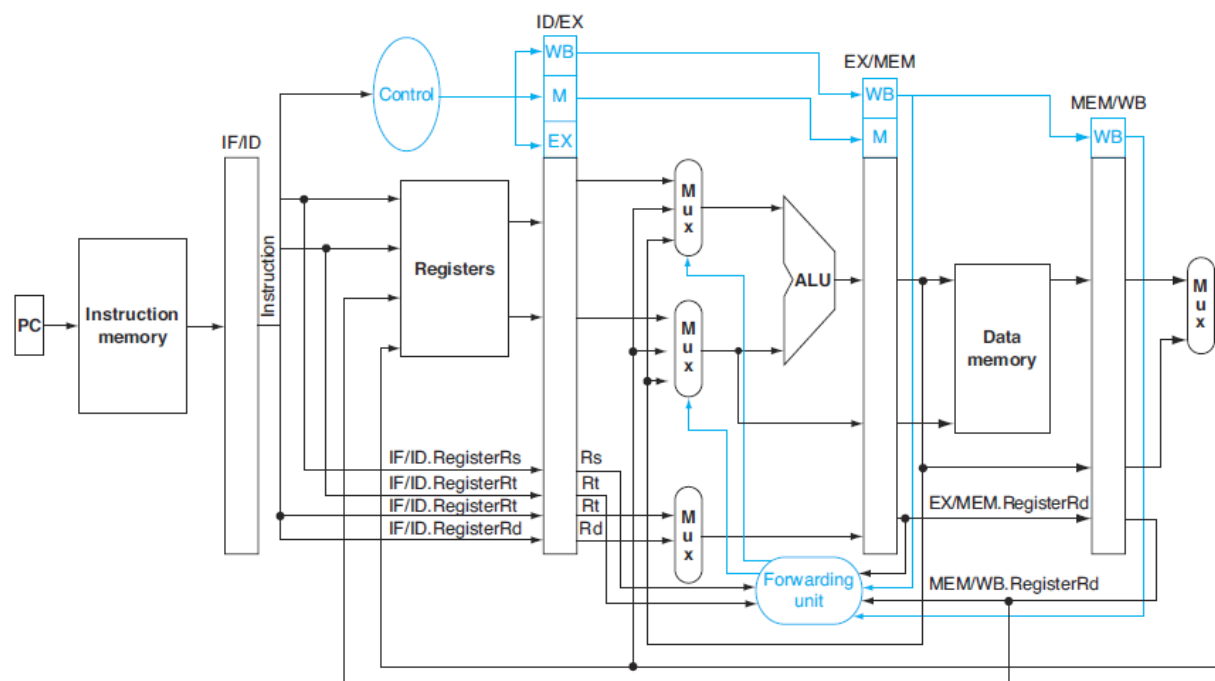 ID/EX
WB
EX/MEM
Control
M
WB
MEM/WB
IF/ID
EX
M
WB
Instruction
Registers
PC
Instruction
memory
M
u
x
M
u
x
ALU
Data
memory
M
u
x
IF/ID.RegisterRs
Rs
IF/ID.RegisterRt
Rt
IF/ID.RegisterRt
Rt
IF/ID.RegisterRd
Rd
M
u
x
EX/MEM.RegisterRd
Forwarding
unit
MEM/WB.RegisterRd